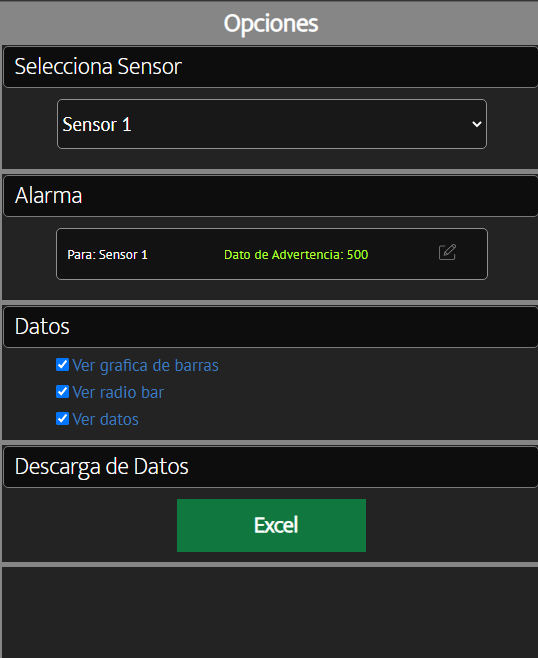 Opciones
Selecciona Sensor
Sensor 1
Alarma
Para: Sensor 1 Dato de Advertencia: 500
Datos
Ver grafica de barras
Ver radio bar
Ver datos
Descarga de Datos
Excel